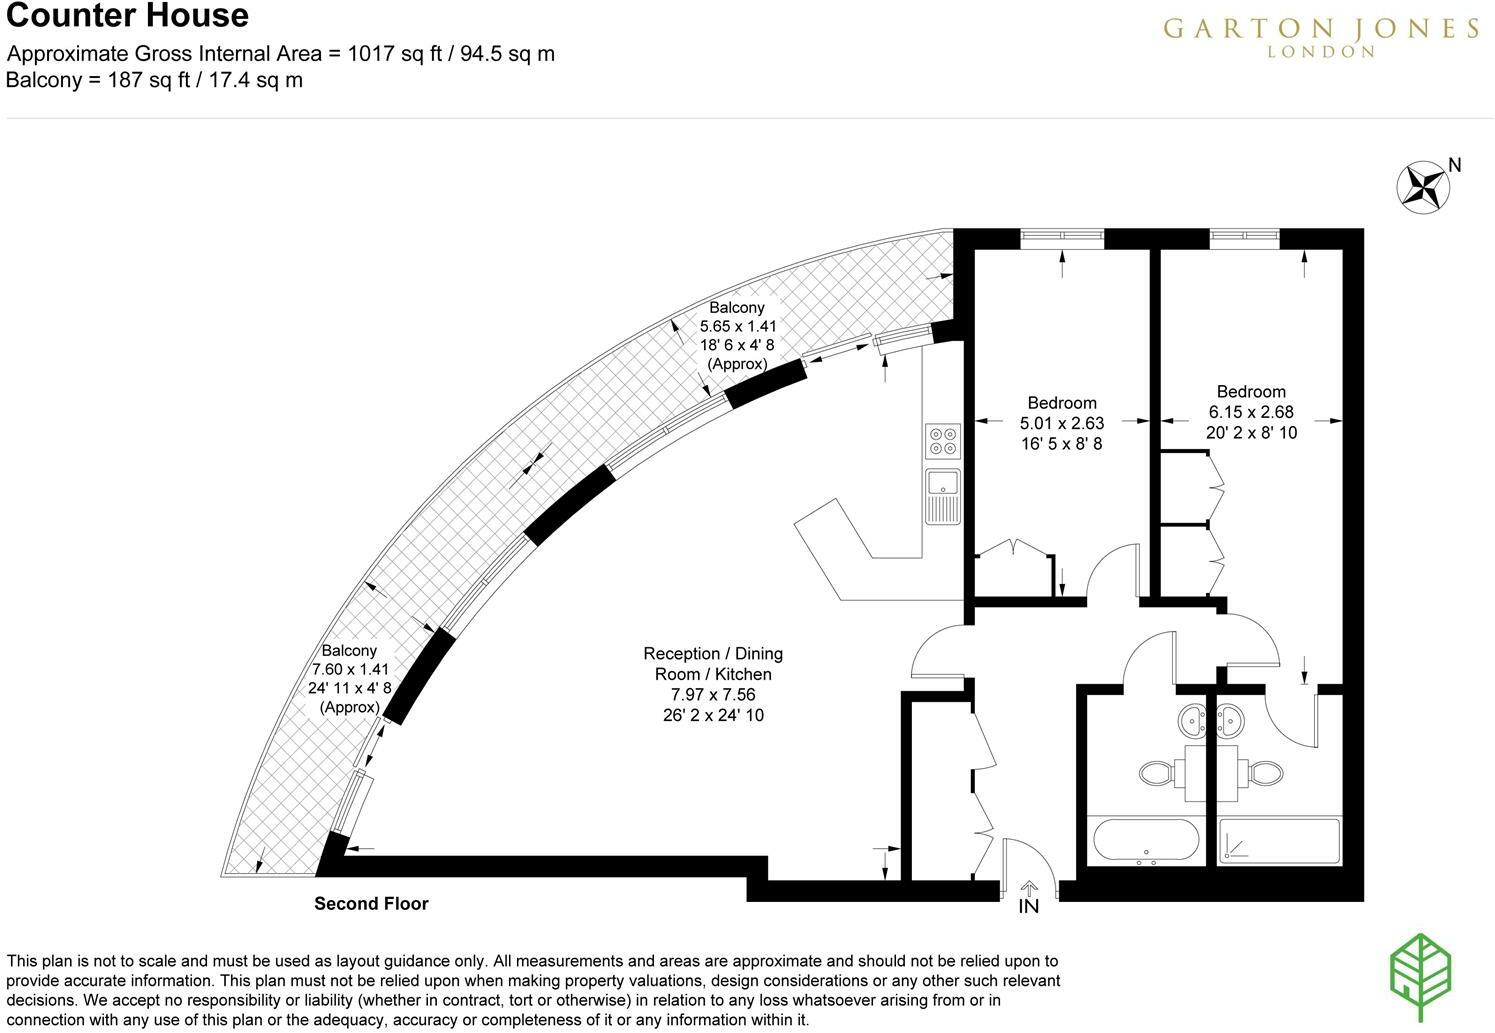 Counter House
Approximate Gross Internal Area = 1017 sq ft / 94.5 sq m
Balcony = 187 sq ft / 17.4 sq m
GARTON JONES
LONDON
N
Balcony
5.65 x 1.41
18' 6 x 4' 8
(Approx)
Bedroom
5.01 x 2.63
16' 5 x 8' 8
Bedroom
6.15 x 2.68
20' 2 x 8' 10
Balcony
7.60 x 1.41
24' 11 x 4' 8
(Approx)
Reception / Dining
Room / Kitchen
7.97 x 7.56
26' 2 x 24' 10
IN
Second Floor
This plan is not to scale and must be used as layout guidance only. All measurements and areas are approximate and should not be relied upon to
provide accurate information. This plan must not be relied upon when making property valuations, design considerations or any other such relevant
decisions. We accept no responsibility or liability (whether in contract, tort or otherwise) in relation to any loss whatsoever arising from or in
connection with any use of this plan or the adequacy, accuracy or completeness of it or any information within it.